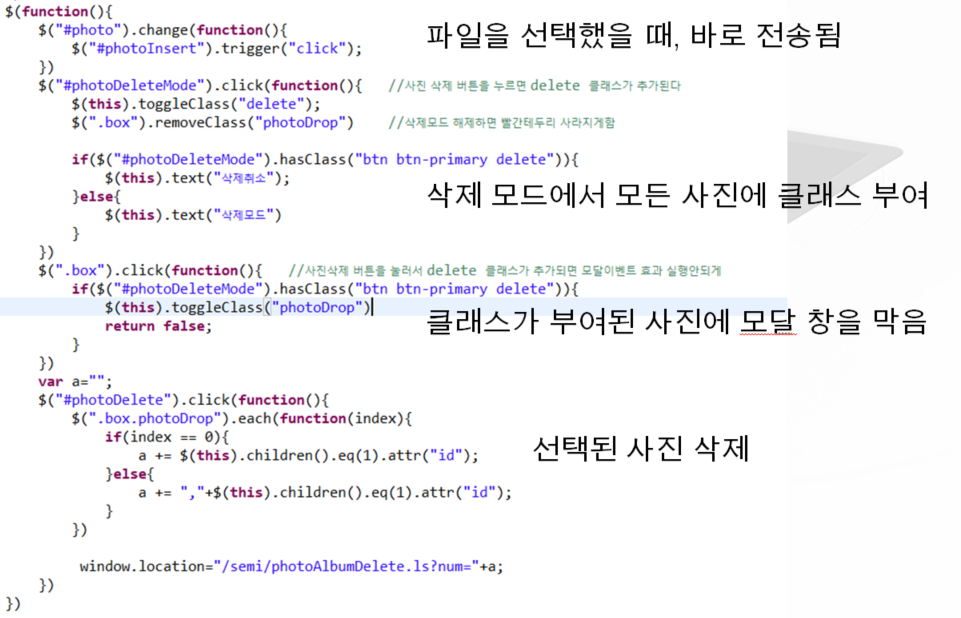 $(function(){
$("#photo").change(function(){
파일을 선택했을 때, 바로 전송됨
$("#photoInsert").trigger("click");
})
$("#photoDeleteMode").click(function(){ //사진 삭제 버튼을 누르면 delete 클래스가 추가된다
$(this).toggleClass("delete");
$(".box").removeClass("photoDrop") //삭제모드 해제하면 빨간테두리 사라지게함
if($("#photoDeleteMode").hasClass("btn btn-primary delete")){
$(this).text("삭제취소");
}else{
삭제 모드에서 모든 사진에 클래스 부여
$(this).text("삭제모드")
}
})
$(".box").click(function(){ //사진삭제 버튼을 눌러서 delete 클래스가 추가되면 모달이벤트 효과 실행안되게
if($("#photoDeleteMode").hasClass("btn btn-primary delete")){
$(this).toggleClass("photoDrop")
클래스가 부여된 사진에 모달 창을 막음
return false;
}
})
var a="";
$("#photoDelete").click(function(){
$(".box.photoDrop").each(function(index){
if(index == 0){
선택된 사진 삭제
a += $(this).children().eq(1).attr("id");
}else{
a += ","+$(this).children().eq(1).attr("id");
}
})
window.location="/semi/photoAlbumDelete.ls?num="+a;
})
})